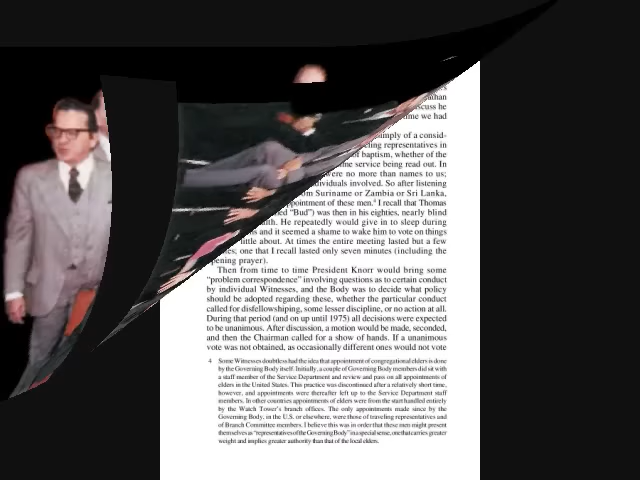 athan
scuss he
me we had
imply of a consid-
ling representatives in
of baptism, whether of the
me service being read out. In
were no more than names to us;
dividuals involved. So after listening
om Suriname or Zambia or Sri Lanka,
pointment of these men.4 I recall that Thomas
ed “Bud”) was then in his eighties, nearly blind
lth. He repeatedly would give in to sleep during
ns and it seemed a shame to wake him to vote on things
little about. At times the entire meeting lasted but a few
es; one that I recall lasted only seven minutes (including the
pening prayer).
Then from time to time President Knorr would bring some
“problem correspondence” involving questions as to certain conduct
by individual Witnesses, and the Body was to decide what policy
should be adopted regarding these, whether the particular conduct
called for disfellowshiping, some lesser discipline, or no action at all.
During that period (and on up until 1975) all decisions were expected
to be unanimous. After discussion, a motion would be made, seconded,
and then the Chairman called for a show of hands. If a unanimous
vote was not obtained, as occasionally different ones would not vote
4 Some Witnesses doubtless had the idea that appointment of congregational elders is done
by the Governing Body itself. Initially, a couple of Governing Body members did sit with
a staff member of the Service Department and review and pass on all appointments of
elders in the United States. This practice was discontinued after a relatively short time,
however, and appointments were thereafter left up to the Service Department staff
members. In other countries appointments of elders were from the start handled entirely
by the Watch Tower’s branch offices. The only appointments made since by the
Governing Body, in the U.S. or elsewhere, were those of traveling representatives and
of Branch Committee members. I believe this was in order that these men might present
themselves as “representatives of the Governing Body” in a special sense, one that carries greater
weight and implies greater authority than that of the local elders.